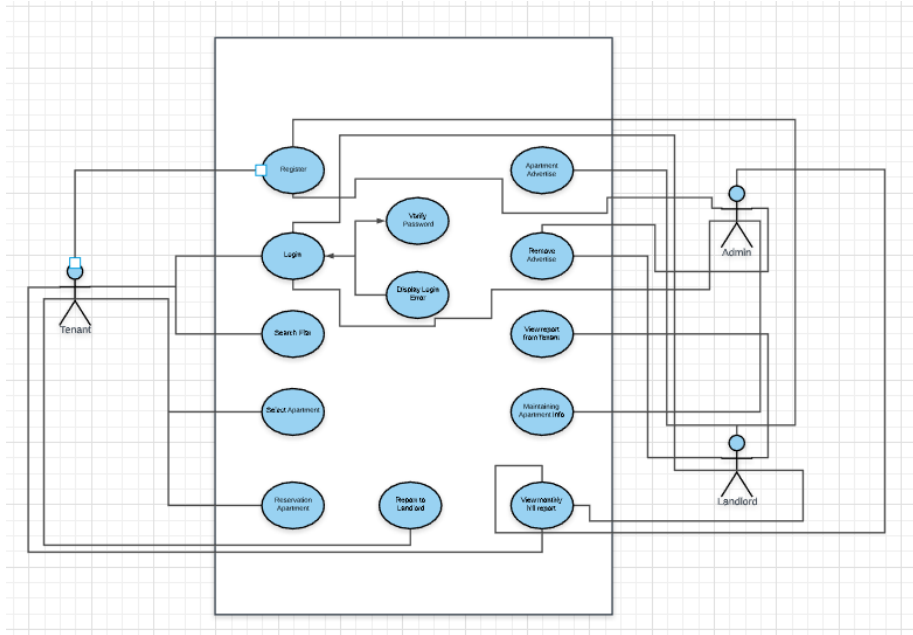 Register
Apartment
Advertise
Verify
Password
Admin
Login
Remove
Advertise
Display Login
Error
Tenant
Search Flat
View report
from Tenant
Select Apartment
Maintaining
Apartment info
Landlord
Reservation
Apartment
Report to
Landlord
View monthly
bill report